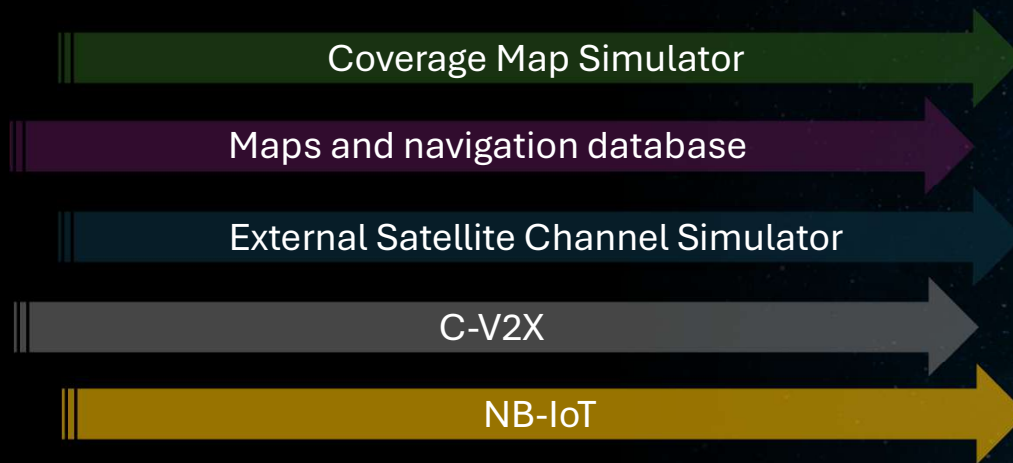 Coverage Map Simulator
Maps and navigation database
External Satellite Channel Simulator
C-V2X
NB-IoT